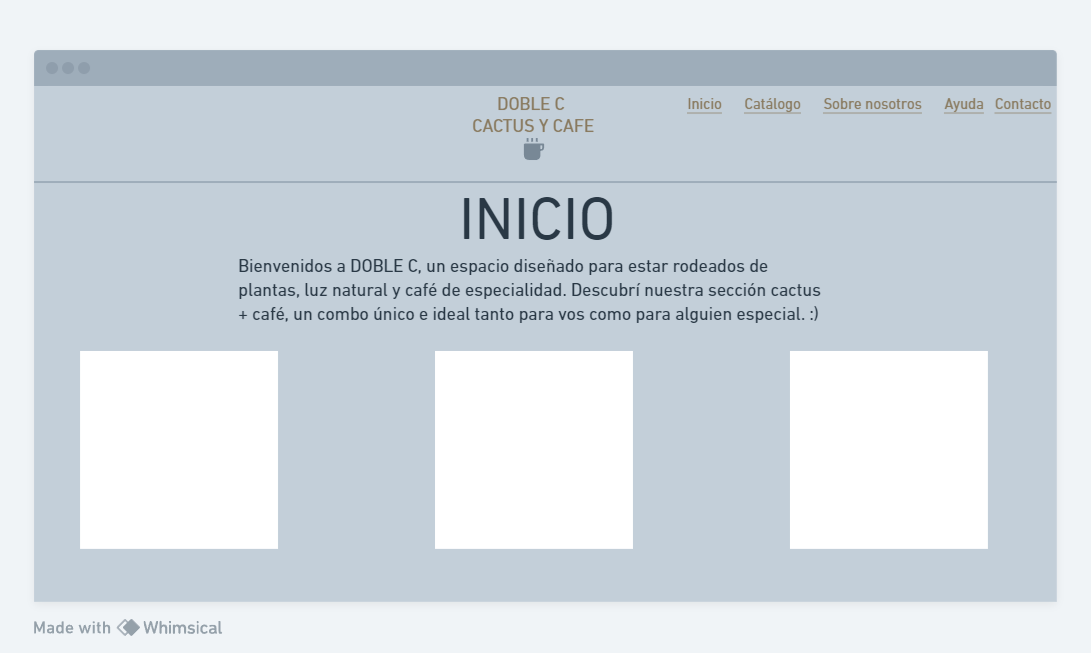 DOBLE C
CACTUS Y CAFE
Inicio Catálogo Sobre nosotros Ayuda Contacto
INICIO
Bienvenidos a DOBLE C, un espacio diseñado para estar rodeados de
plantas, luz natural y café de especialidad. Descubrí nuestra sección cactus
+ café, un combo único e ideal tanto para vos como para alguien especial. :)
Made with Whimsical